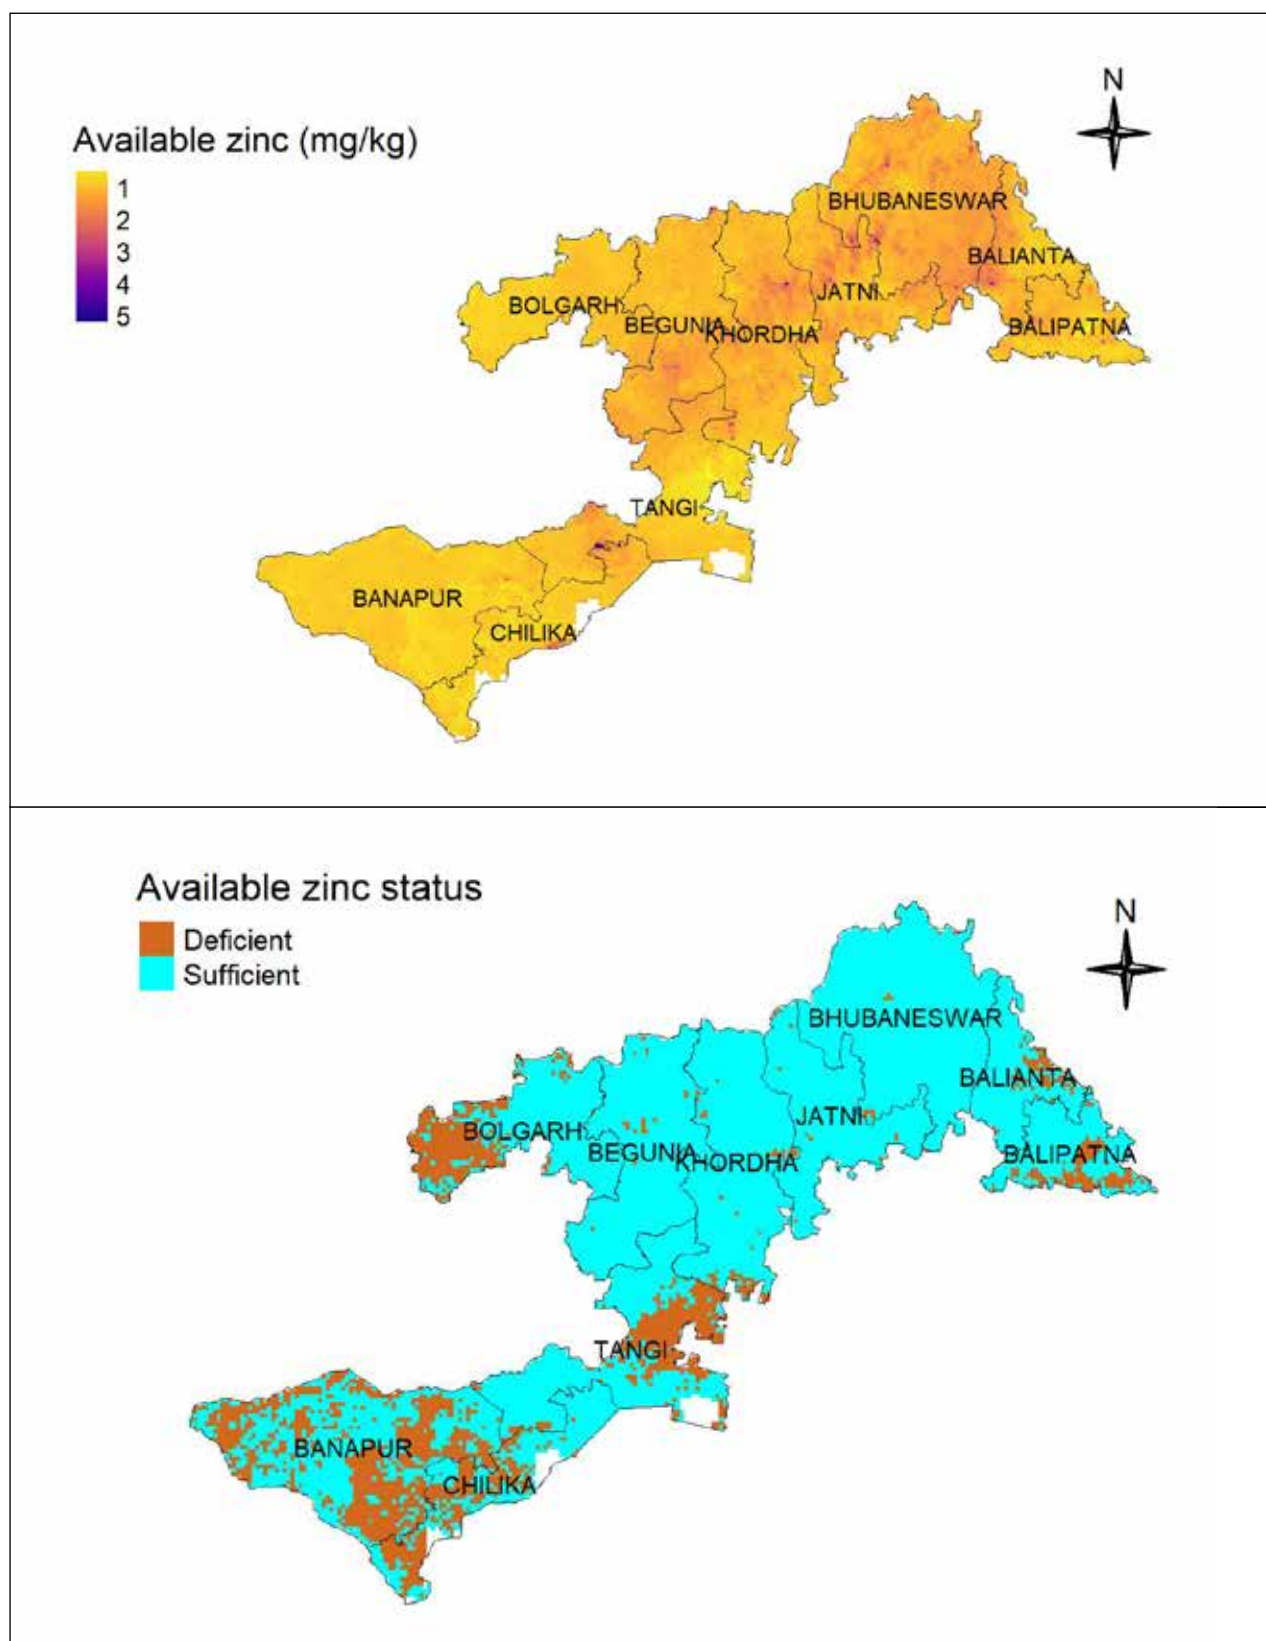 N
Available zinc (mg/kg)
1
2
3
4
5
BHUBANESWAR
BALIANTA
JATNI
BOLGARH
BEGUNIA
KHORDHA
BALIPATNA
TANGI
BANAPUR
CHILIKA
Available zinc status
Deficient
Sufficient
N
BHUBANESWAR
BALIANTA
JATNI
BOLGARH
BEGUNIA
KHORDHA
BALIPATNA
TANGI
BANAPUR
CHILIKA